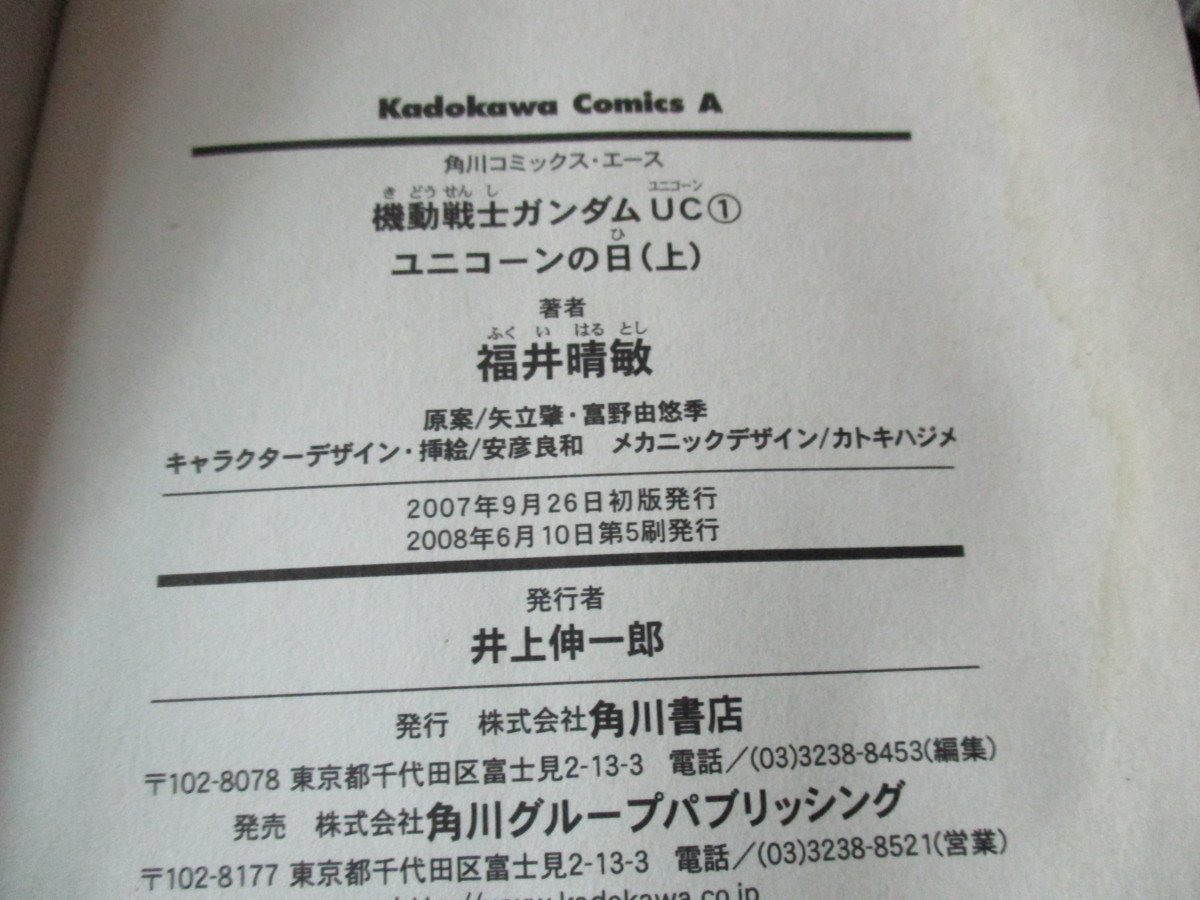 Kadokawa Comics A
角川コミックス・エース
きどうせんし ユニコーン
機動戦士ガンダムUC①
ひ
ユニコーンの日(上)
著者
ふくい はるとし
福井晴敏
原案/矢立肇・富野由悠季
キャラクターデザイン・挿絵/安彦良和 メカニックデザイン/カトキハジメ
2007年9月26日初版発行
2008年6月10日第5刷発行
発行者
井上伸一郎
発行 株式会社角川書店
〒102-8078 東京都千代田区富士見2-13-3 電話/(03)3238-8453(編集)
発売 株式会社角川グループパブリッシング
〒102-8177 東京都千代田区富士見2-13-3 電話/(03)3238-8521(営業)
http://www.kadokawa.co.jp